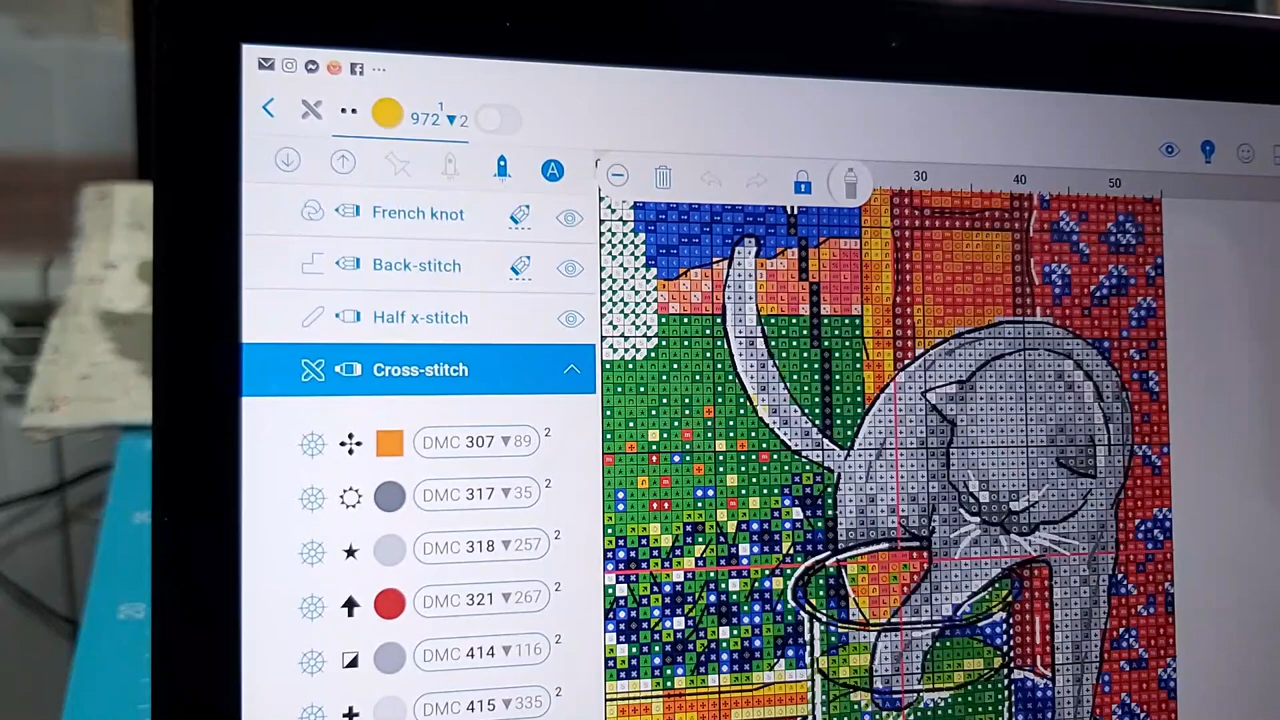 972 1 ▼2
A
30 40 50
French knot
Back-stitch
Half x-stitch
Cross-stitch
DMC 307 ▼89 2
DMC 317 ▼35 2
DMC 318 ▼257 2
DMC 321 ▼267 2
DMC 414 ▼116 2
DMC 415 ▼335 2